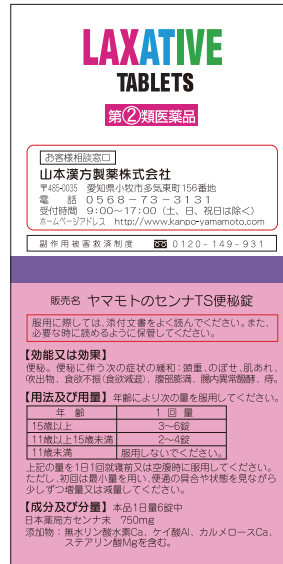 LAXATIVE
TABLETS
第②類医薬品
お客様相談窓口
山本漢方製薬株式会社
〒485-0035 愛知県小牧市多気東町156番地
電 話 0568-73-3131
受付時間 9:00〜17:00（土、日、祝日は除く）
ホームページアドレス http://www.kanpo-yamamoto.com
副作用被害救済制度 0120-149-931
販売名 ヤマモトのセンナTS便秘錠
服用に際しては、添付文書をよく読んでください。また、
必要な時に読めるように保管してください。
【効能又は効果】
便秘。便秘に伴う次の症状の緩和：頭重、のぼせ、肌あれ、
吹出物、食欲不振（食欲減退）、腹部膨満、腸内異常醗酵、痔。
【用法及び用量】年齢により次の量を服用してください。
年 齢 1 回 量
15歳以上 3〜6錠
11歳以上15歳未満 2〜4錠
11歳未満 服用しないでください。
上記の量を1日1回就寝前又は空腹時に服用してください。
ただし、初回は最小量を用い、便通の具合や状態を見ながら
少しずつ増量又は減量してください。
【成分及び分量】本品1日量6錠中
日本薬局方センナ末 750mg
添加物：無水リン酸水素Ca、ケイ酸Al、カルメロースCa、
ステアリン酸Mgを含む。